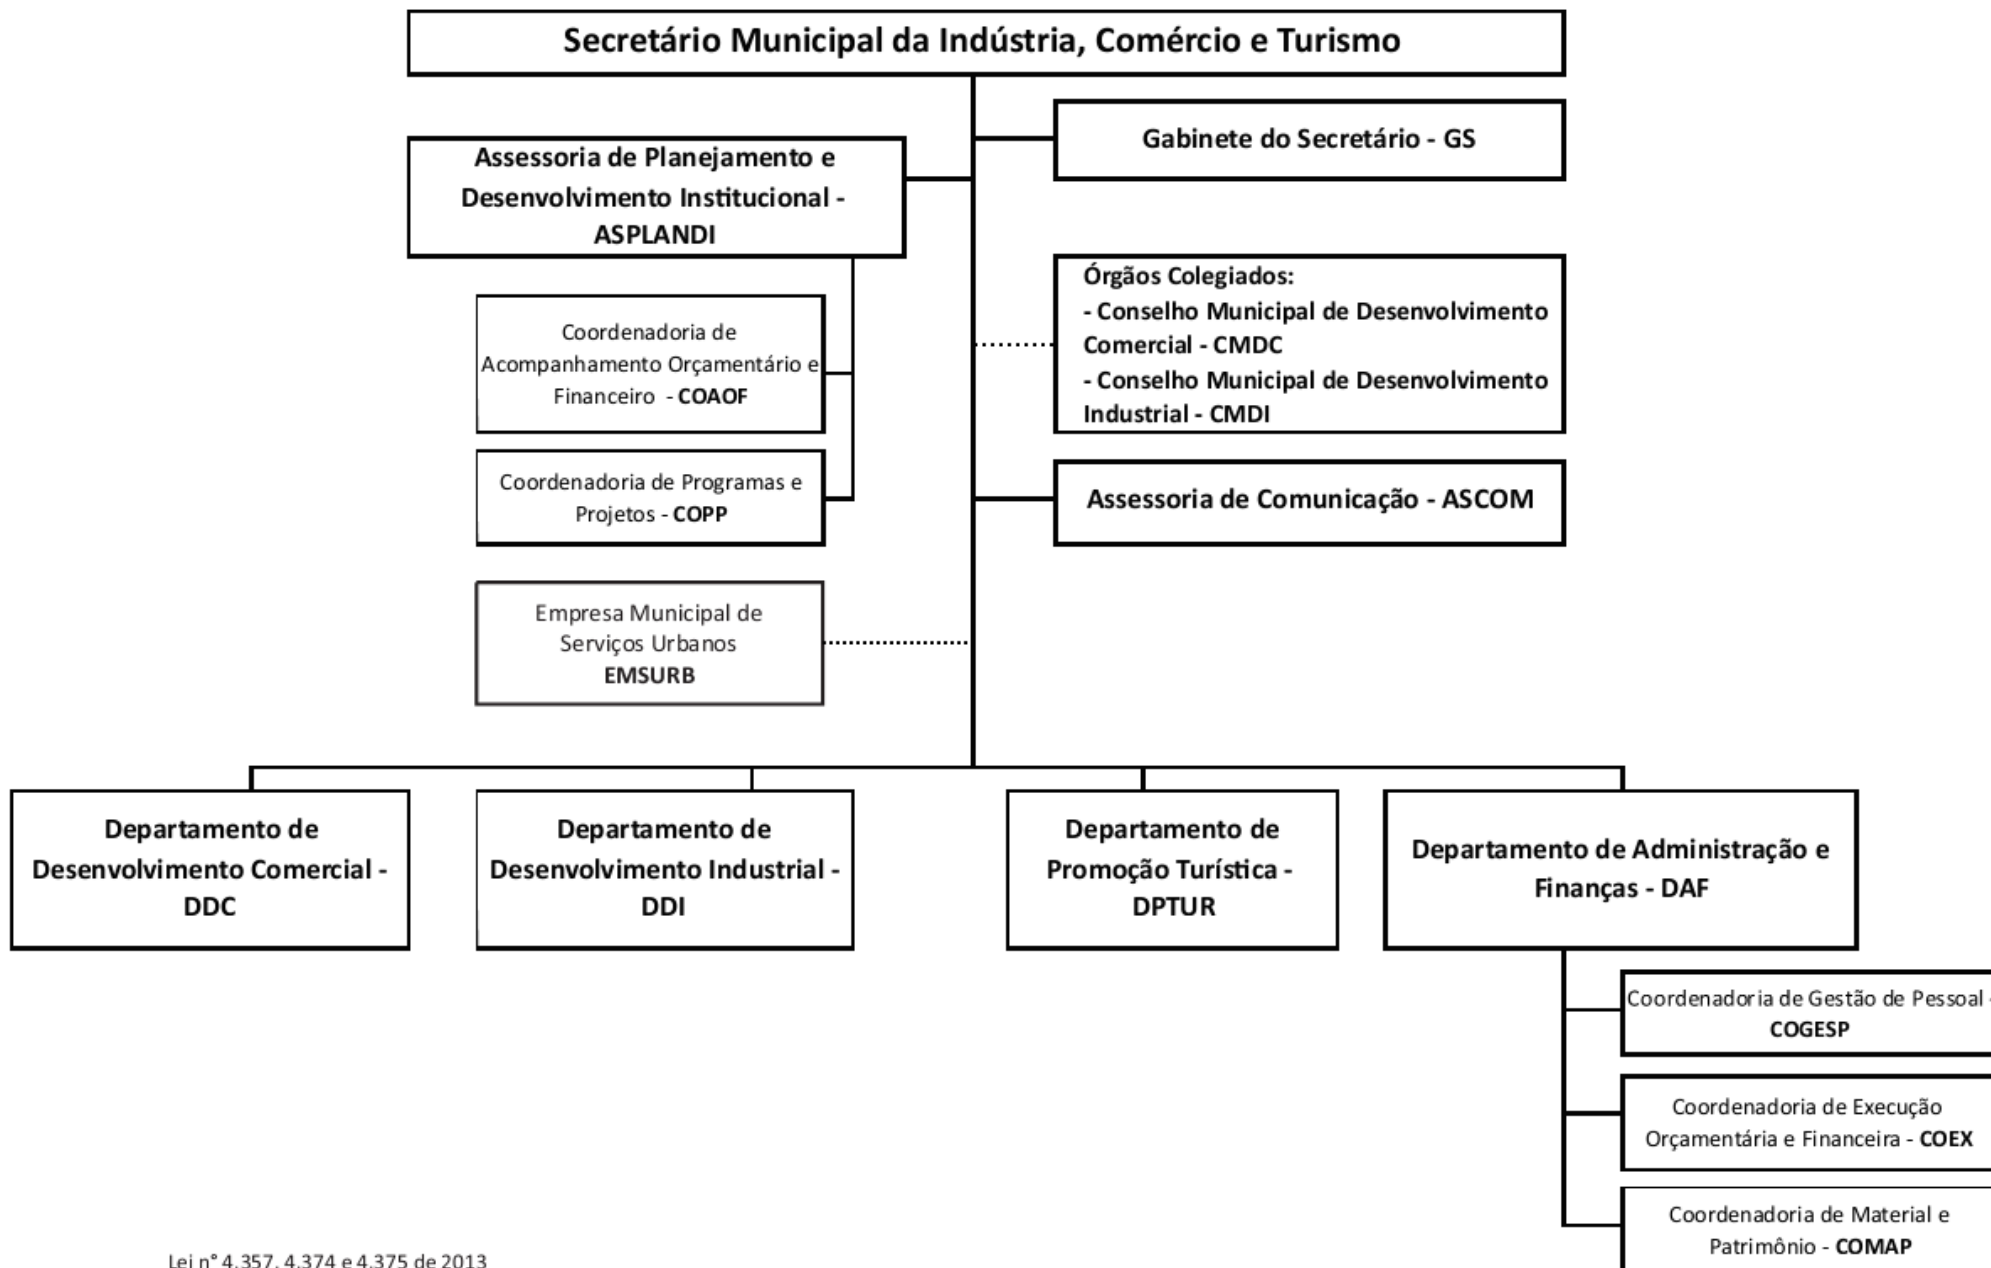 Secretário Municipal da Indústria, Comércio e Turismo
Gabinete do Secretário - GS
Assessoria de Planejamento e
Desenvolvimento Institucional -
ASPLANDI
Órgãos Colegiados:
- Conselho Municipal de Desenvolvimento
Comercial - CMDC
- Conselho Municipal de Desenvolvimento
Industrial - CMDI
Coordenadoria de
Acompanhamento Orçamentário e
Financeiro - COAOF
Coordenadoria de Programas e
Projetos - COPP
Assessoria de Comunicação - ASCOM
Empresa Municipal de
Serviços Urbanos
EMSURB
Departamento de
Desenvolvimento Comercial -
DDC
Departamento de
Desenvolvimento Industrial -
DDI
Departamento de
Promoção Turística -
DPTUR
Departamento de Administração e
Finanças - DAF
Coordenadoria de Gestão de Pessoal -
COGESP
Coordenadoria de Execução
Orçamentária e Financeira - COEX
Coordenadoria de Material e
Patrimônio - COMAP
Lei n° 4.357, 4.374 e 4.375 de 2013